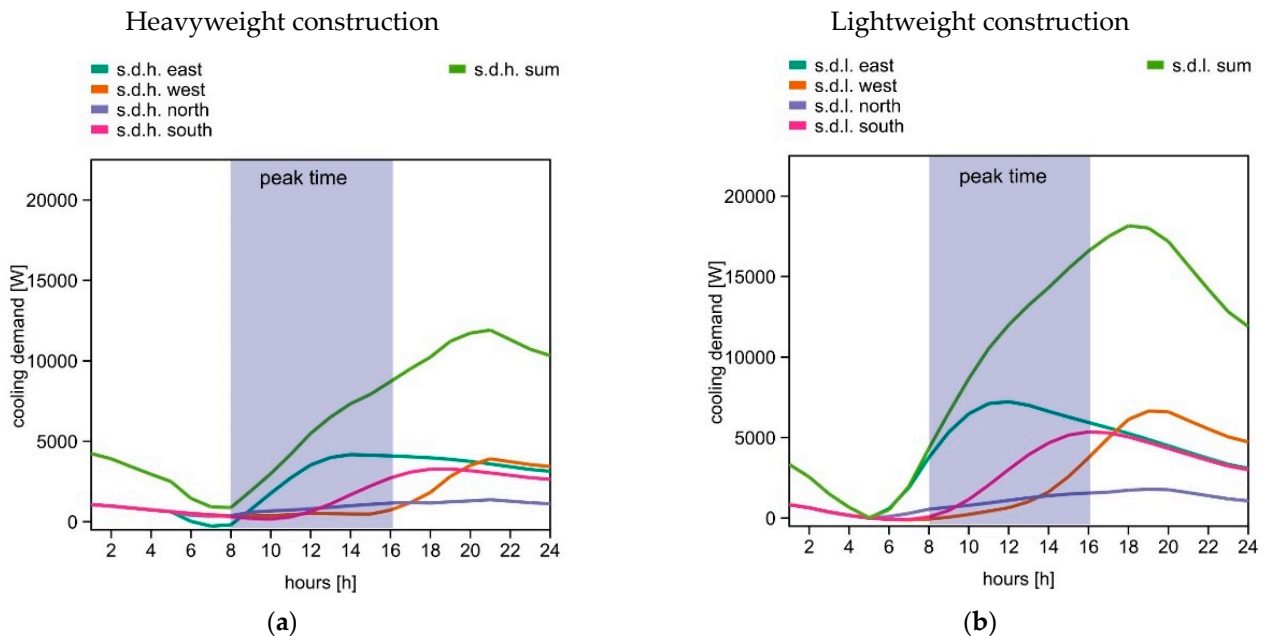 Heavyweight construction
s.d.h. east
s.d.h. west
s.d.h. north
s.d.h. south
s.d.h. sum
peak time
20000
15000
10000
5000
0
cooling demand [W]
2 4 6 8 10 12 14 16 18 20 22 24
hours [h]
(a)
Lightweight construction
s.d.l. east
s.d.l. west
s.d.l. north
s.d.l. south
s.d.l. sum
peak time
20000
15000
10000
5000
0
cooling demand [W]
2 4 6 8 10 12 14 16 18 20 22 24
hours [h]
(b)